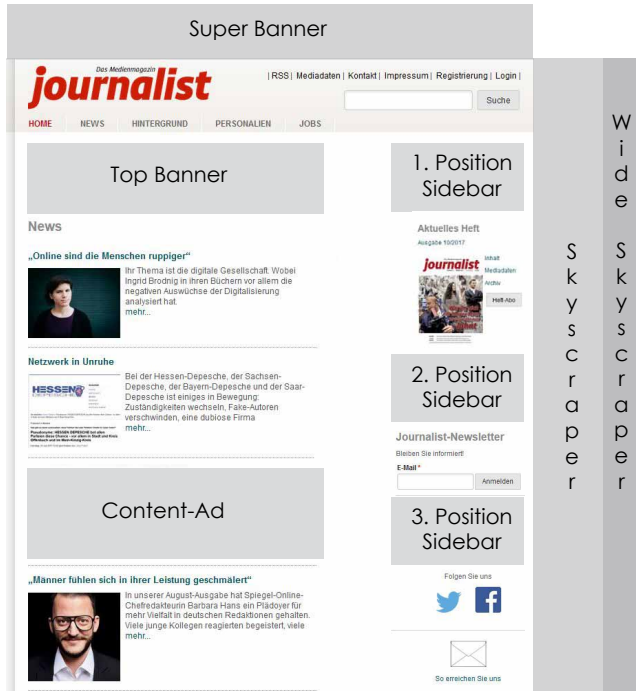 Super Banner
Das Medienmagazin
journalist
| RSS | Mediadaten | Kontakt | Impressum | Registrierung | Login |
Suche
HOME NEWS HINTERGRUND PERSONALIEN JOBS
Top Banner
News
„Online sind die Menschen ruppiger“
Ihr Thema ist die digitale Gesellschaft. Wobei
Ingrid Brodnig in ihren Büchern vor allem die
negativen Auswüchse der Digitalisierung
analysiert hat.
mehr...
Netzwerk in Unruhe
HESSEN
DEPESCHE
Bei der Hessen-Depesche, der Sachsen-
Depesche, der Bayern-Depesche und der Saar-
Depesche ist einiges in Bewegung:
Zuständigkeiten wechseln, Fake-Autoren
verschwinden, eine dubiose Firma
mehr...
Content-Ad
„Männer fühlen sich in ihrer Leistung geschmälert“
In unserer August-Ausgabe hat Spiegel-Online-
Chefredakteurin Barbara Hans ein Plädoyer für
mehr Vielfalt in deutschen Redaktionen gehalten.
Viele junge Kollegen reagierten begeistert, viele
mehr...
1. Position
Sidebar
Aktuelles Heft
Ausgabe 10/2017
journalist
Inhalt
Mediadaten
Archiv
Heft-Abo
2. Position
Sidebar
Journalist-Newsletter
Bleiben Sie informiert!
E-Mail *
Anmelden
3. Position
Sidebar
Folgen Sie uns
So erreichen Sie uns
Skyscraper
Wide Skyscraper